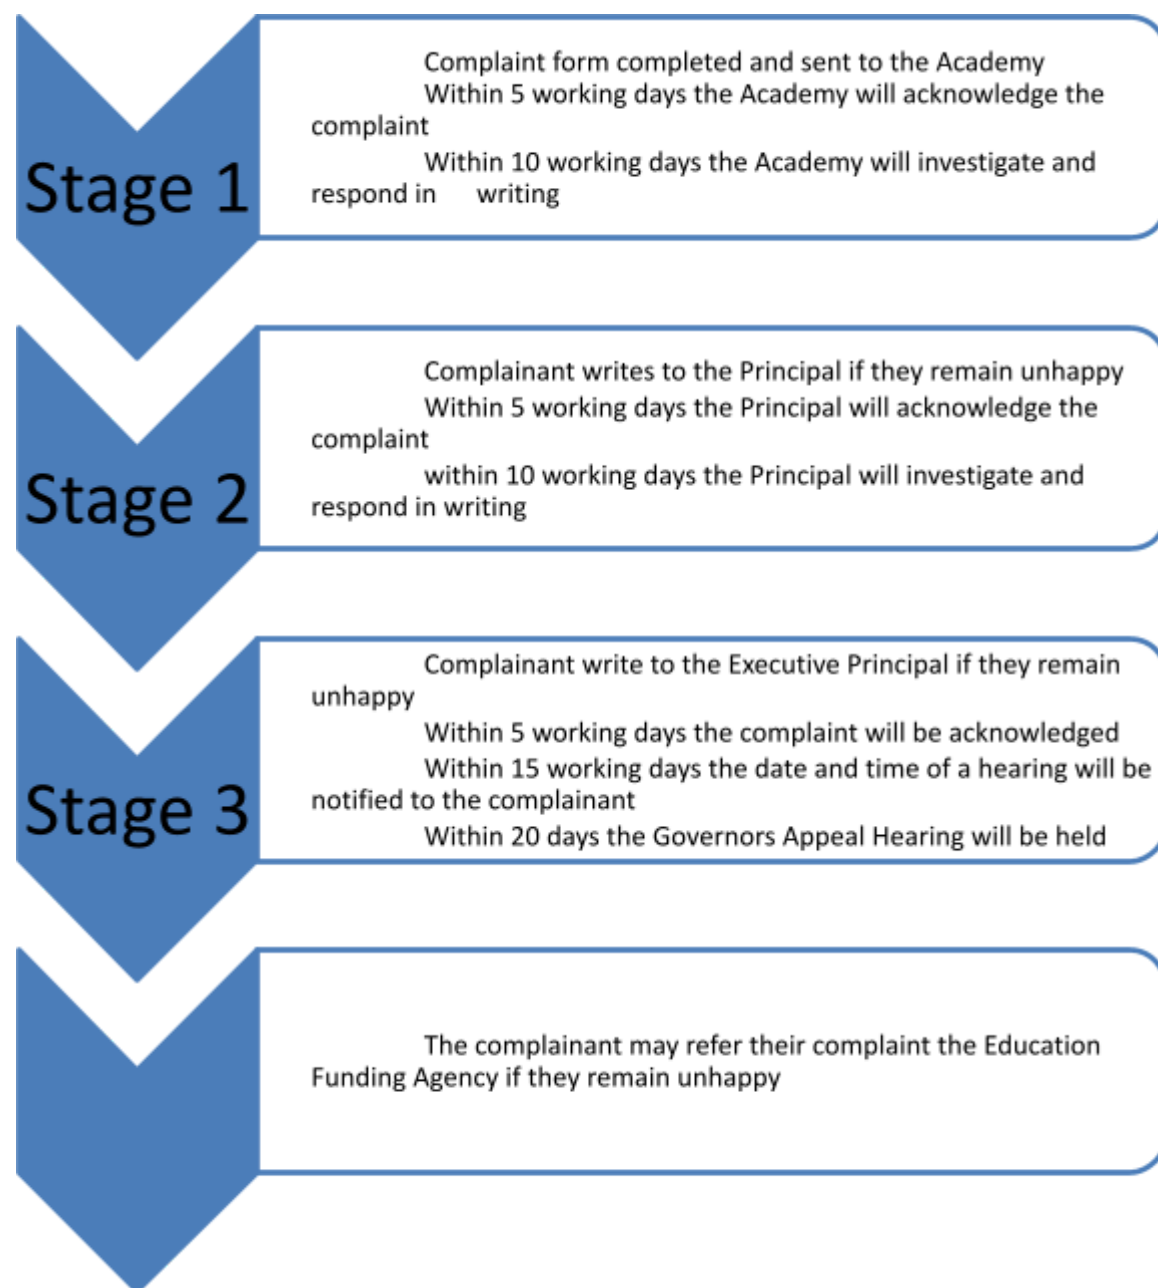 Stage 1
Complaint form completed and sent to the Academy
Within 5 working days the Academy will acknowledge the
complaint
Within 10 working days the Academy will investigate and
respond in writing
Stage 2
Complainant writes to the Principal if they remain unhappy
Within 5 working days the Principal will acknowledge the
complaint
within 10 working days the Principal will investigate and
respond in writing
Stage 3
Complainant write to the Executive Principal if they remain
unhappy
Within 5 working days the complaint will be acknowledged
Within 15 working days the date and time of a hearing will be
notified to the complainant
Within 20 days the Governors Appeal Hearing will be held
The complainant may refer their complaint the Education
Funding Agency if they remain unhappy